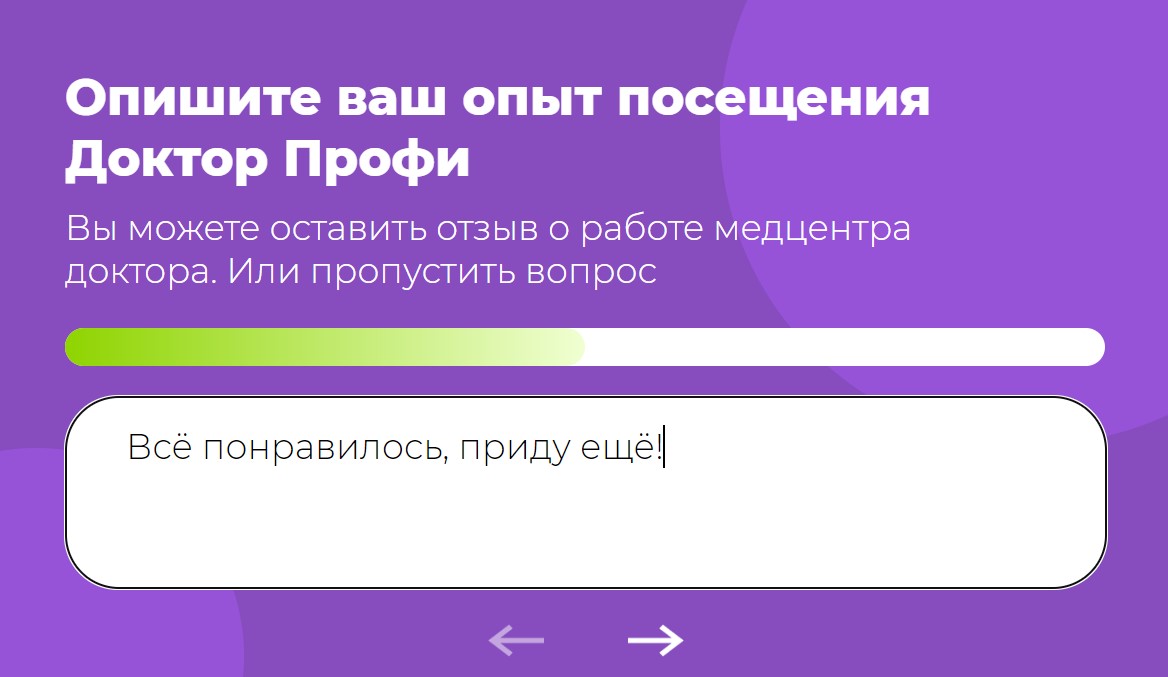 Опишите ваш опыт посещения
Доктор Профи
Вы можете оставить отзыв о работе медцентра
доктора. Или пропустить вопрос
Всё понравилось, приду ещё!